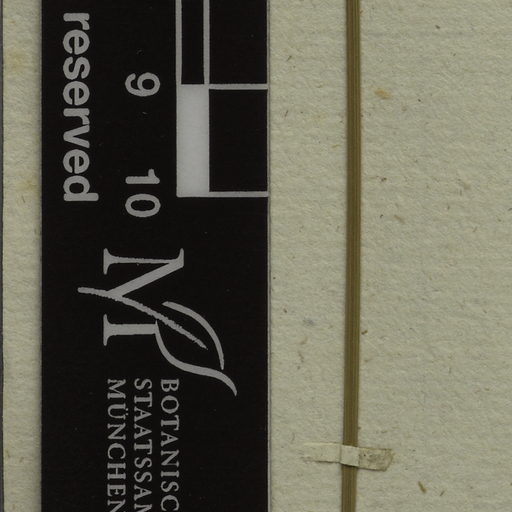 reserved
9
10
M
BOTANISC
STAATSSAM
MÜNCHEN